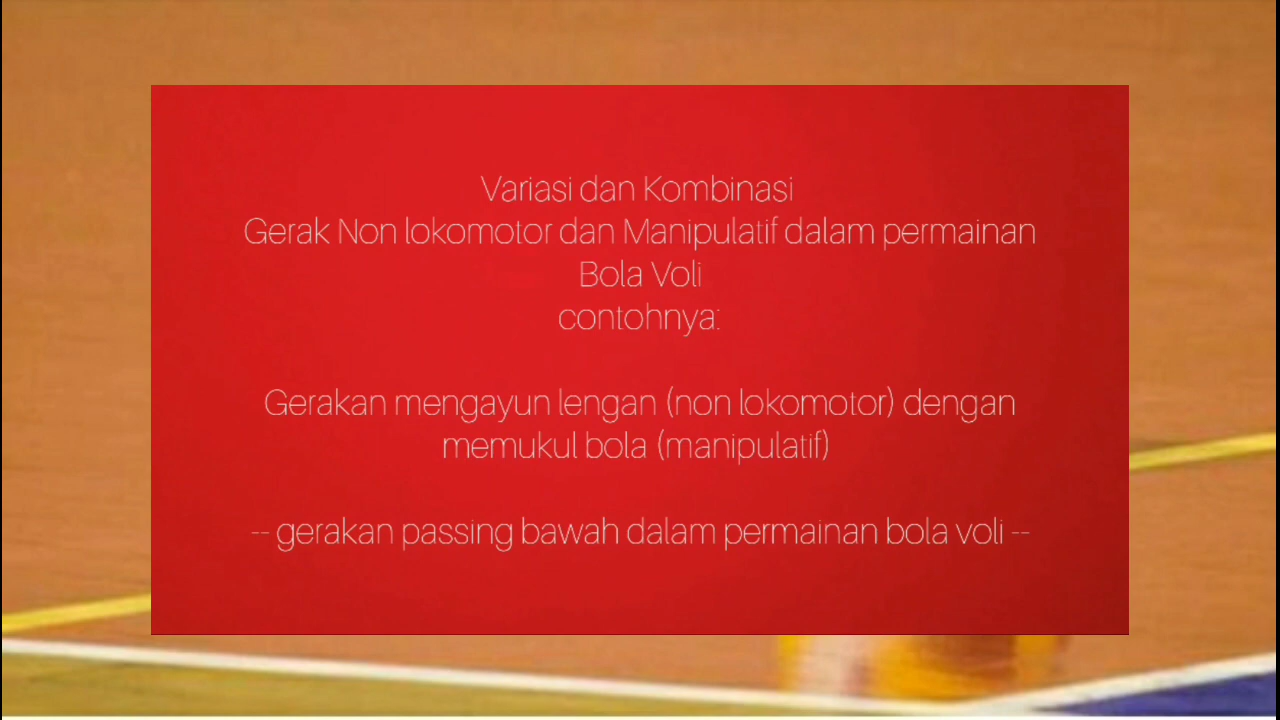 Variasi dan Kombinasi
Gerak Non lokomotor dan Manipulatif dalam permainan
Bola Voli
contohnya:
Gerakan mengayun lengan (non lokomotor) dengan
memukul bola (manipulatif)
-- gerakan passing bawah dalam permainan bola voli --